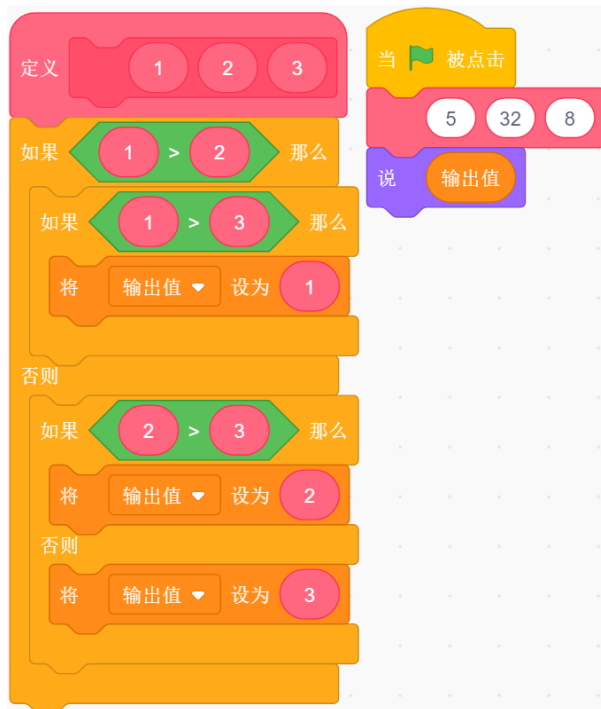 定义 1 2 3
如果 1 > 2 那么
如果 1 > 3 那么
将 输出值 设为 1
否则
如果 2 > 3 那么
将 输出值 设为 2
否则
将 输出值 设为 3
当 被点击
5 32 8
说 输出值